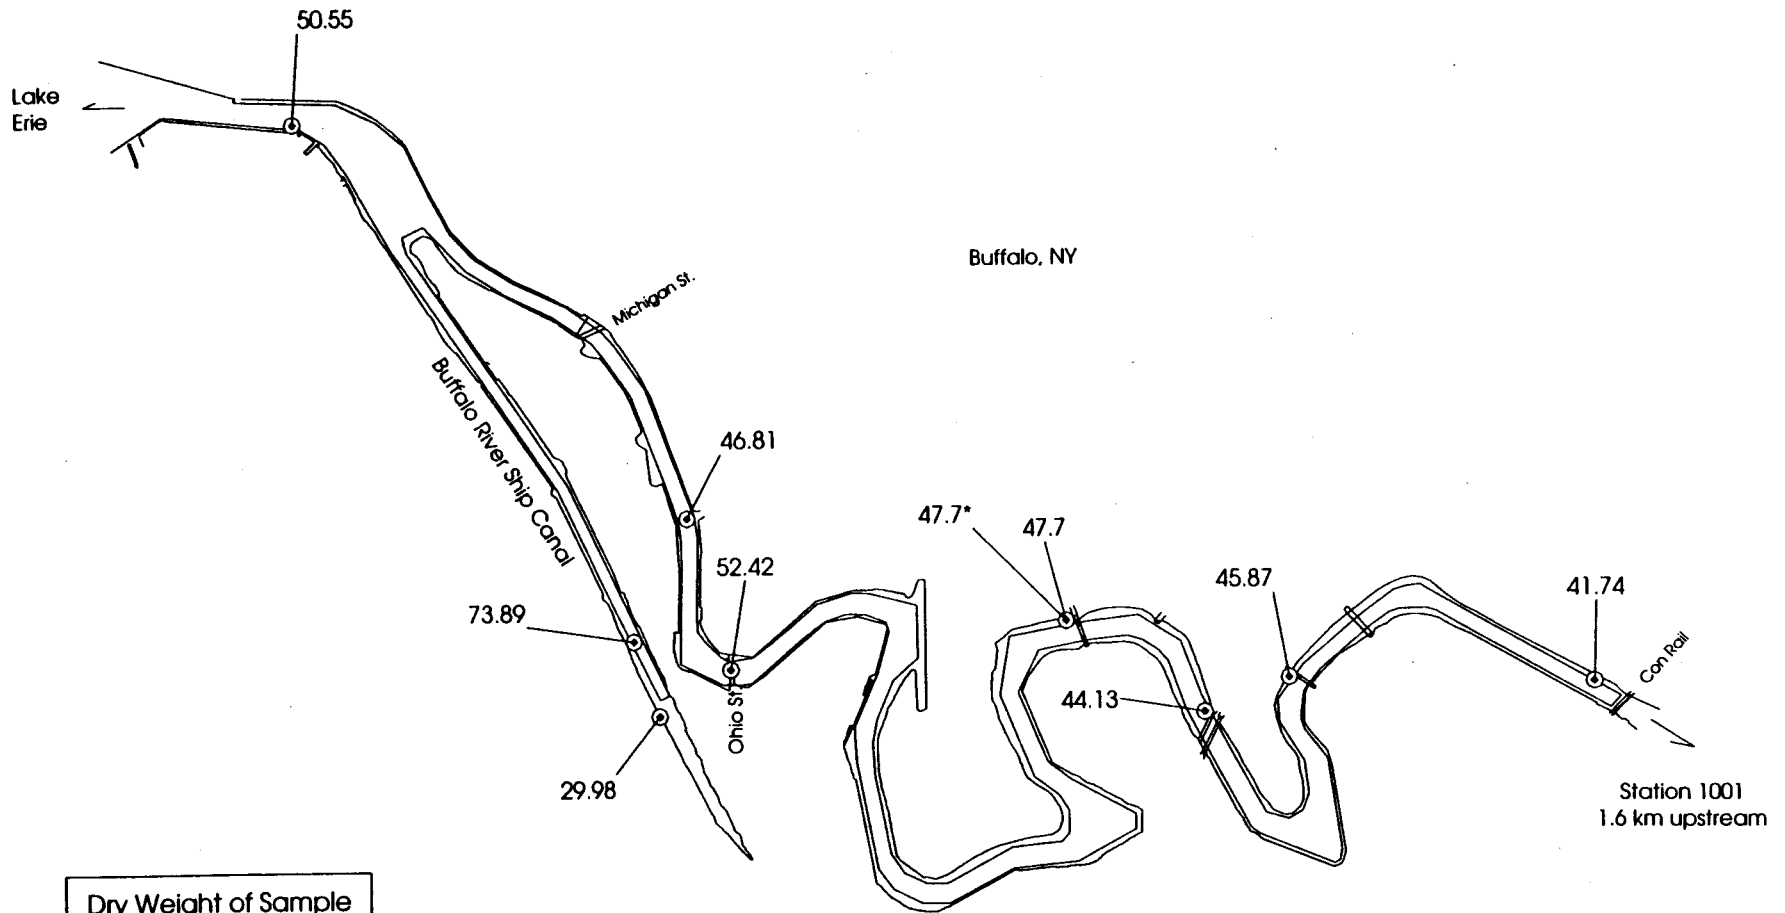 50.55
Lake
Erie
Buffalo, NY
Michigan St.
Buffalo River Ship Canal
46.81
47.7*
47.7
52.42
45.87
41.74
73.89
Con Rail
44.13
Ohio St.
29.98
Station 1001
1.6 km upstream
Dry Weight of Sample